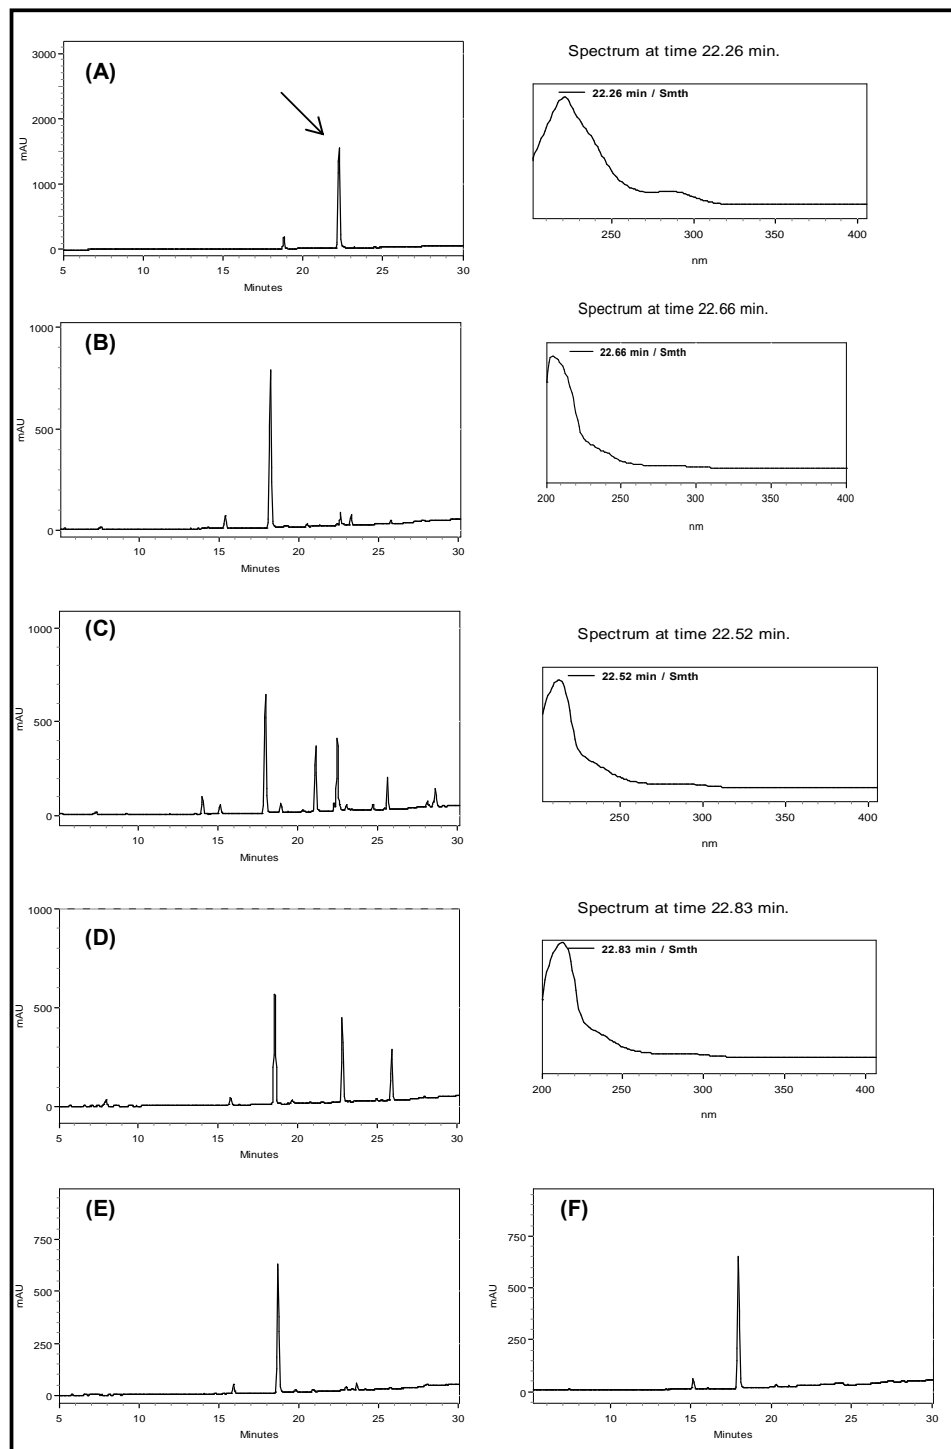 (A)
3000
2000
1000
0
mAU
5 10 15 20 25 30
Minutes
Spectrum at time 22.26 min.
22.26 min / Smth
250 300 350 400
nm
(B)
1000
500
0
mAU
10 15 20 25 30
Minutes
Spectrum at time 22.66 min.
22.66 min / Smth
200 250 300 350 400
nm
(C)
1000
500
0
mAU
10 15 20 25 30
Minutes
Spectrum at time 22.52 min.
22.52 min / Smth
250 300 350 400
nm
(D)
1000
500
0
mAU
5 10 15 20 25 30
Minutes
Spectrum at time 22.83 min.
22.83 min / Smth
200 250 300 350 400
nm
(E)
750
500
250
0
mAU
5 10 15 20 25 30
Minutes
(F)
750
500
250
0
mAU
10 15 20 25 30
Minutes